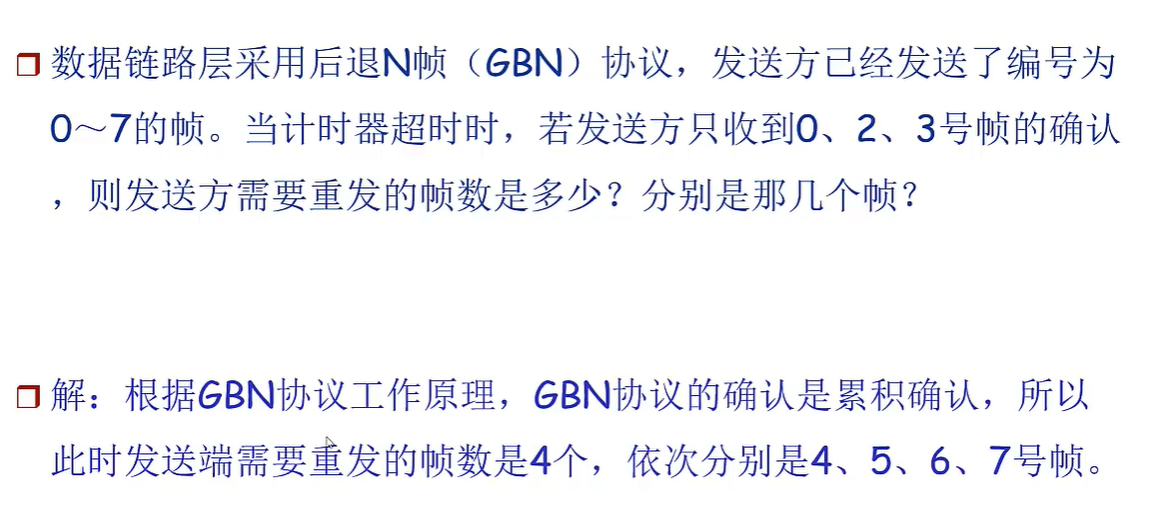 数据链路层采用后退N帧（GBN）协议，发送方已经发送了编号为
0～7的帧。当计时器超时时，若发送方只收到0、2、3号帧的确认
，则发送方需要重发的帧数是多少？分别是那几个帧？
解：根据GBN协议工作原理，GBN协议的确认是累积确认，所以
此时发送端需要重发的帧数是4个，依次分别是4、5、6、7号帧。